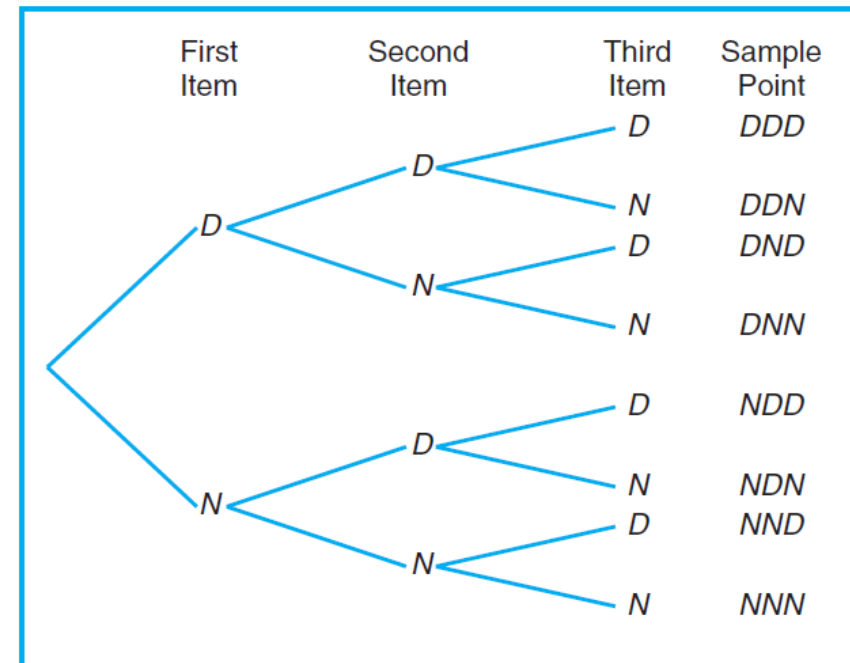 First Second Third Sample
Item Item Item Point
D DDD
D
N DDN
D
D DND
N
N DNN
D NDD
D
N NDN
N
D NND
N
N NNN